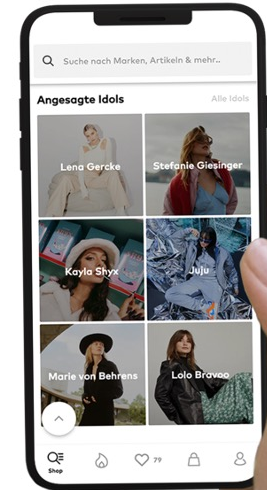 Suche nach Marken, Artikeln & mehr..
Angesagte Idols
Alle Idols
Lena Gercke
Stefanie Giesinger
Kayla Shyx
Juju
Marie von Behrens
Lolo Bravoo
79
Shop